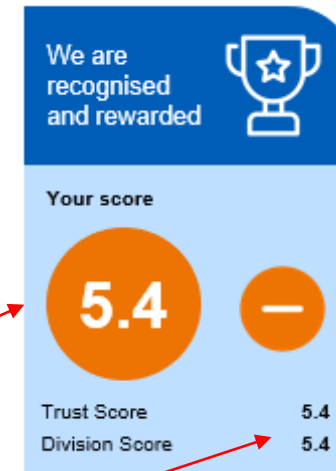 We are
recognised
and rewarded
Your score
5.4
Trust Score 5.4
Division Score 5.4